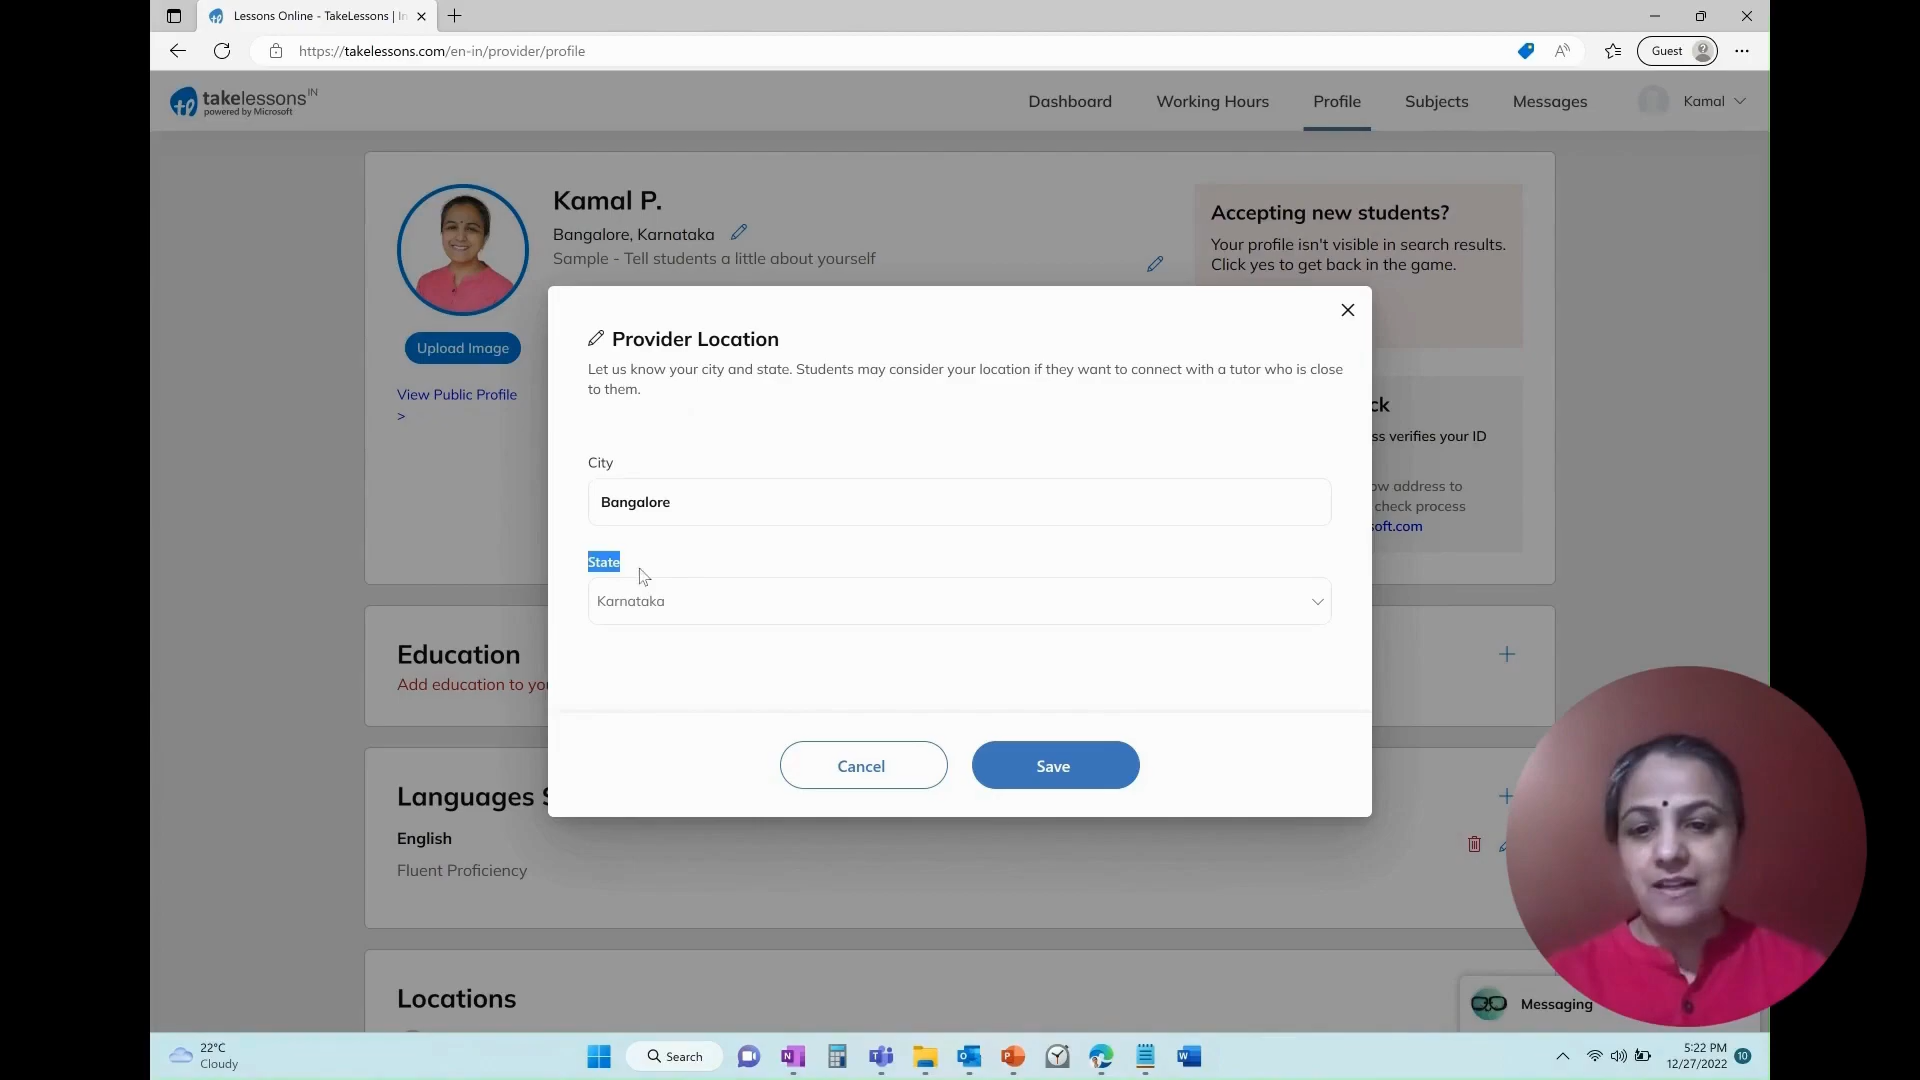 Lessons Online - TakeLessons | In
https://takelessons.com/en-in/provider/profile
Guest
takelessons IN
powered by Microsoft
Dashboard
Working Hours
Profile
Subjects
Messages
Kamal
Kamal P.
Bangalore, Karnataka
Sample - Tell students a little about yourself
Upload Image
View Public Profile
>
Accepting new students?
Your profile isn't visible in search results.
Click yes to get back in the game.
ck
ss verifies your ID
ow address to
check process
soft.com
Provider Location
Let us know your city and state. Students may consider your location if they want to connect with a tutor who is close
to them.
City
Bangalore
State
Karnataka
Cancel
Save
Education
Add education to you
Languages S
English
Fluent Proficiency
Locations
Messaging
22°C
Cloudy
Search
5:22 PM
12/27/2022
10